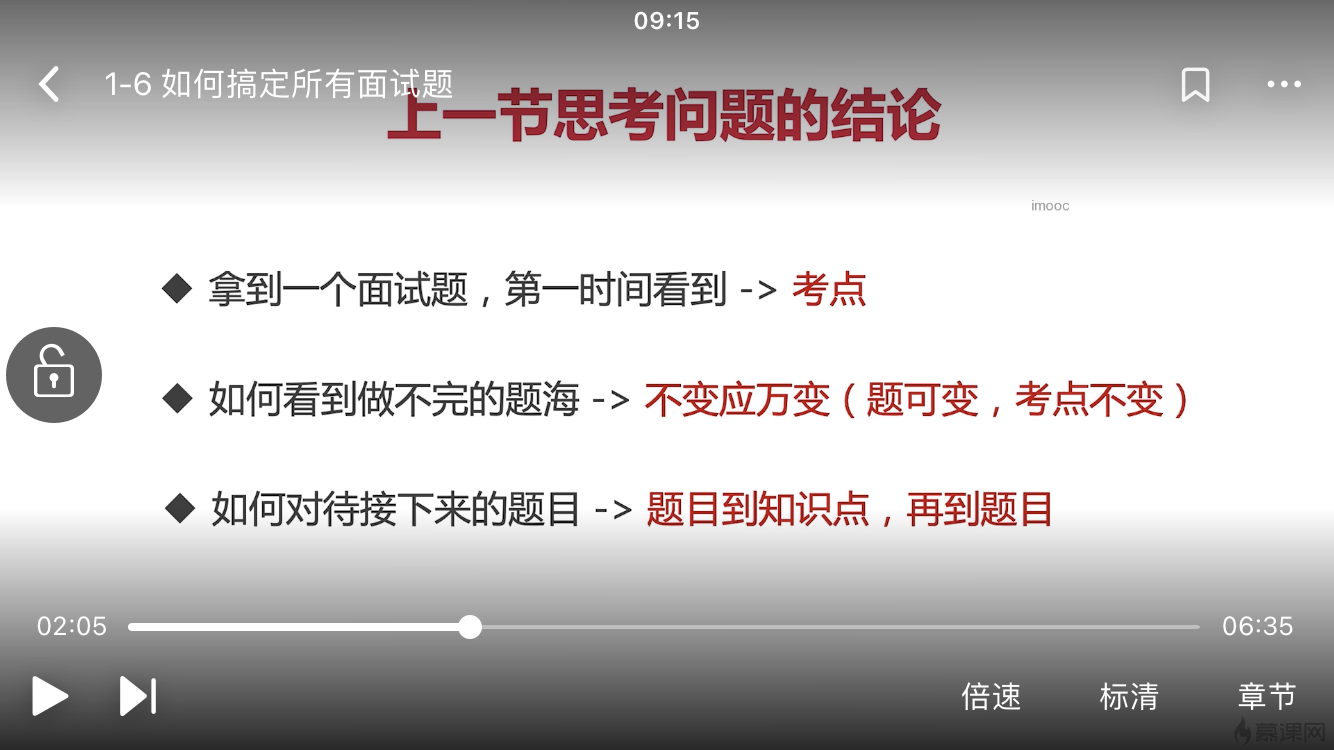 09:15
1-6 如何搞定所有面试题
上一节思考问题的结论
imooc
◆ 拿到一个面试题，第一时间看到 -> 考点
◆ 如何看到做不完的题海 -> 不变应万变（题可变，考点不变）
◆ 如何对待接下来的题目 -> 题目到知识点，再到题目
02:05
06:35
倍速 标清 章节
慕课网